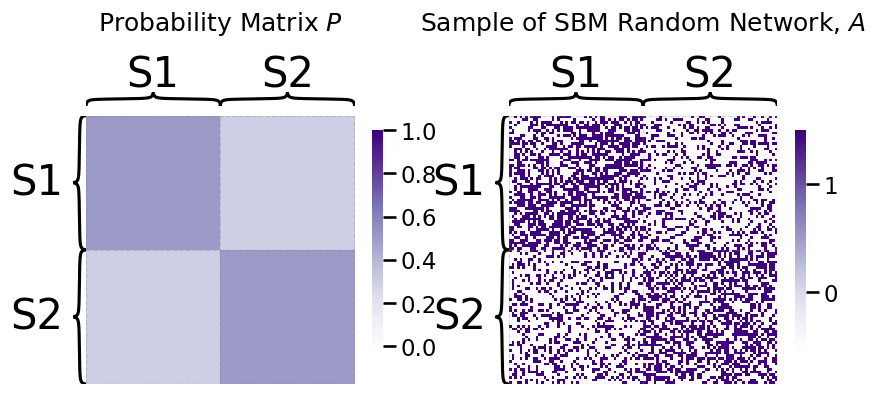 Probability Matrix P
Sample of SBM Random Network, A
S1 S2
S1 S2
S1
S2
1.0
0.8
0.6
0.4
0.2
0.0
S1
S2
1
0